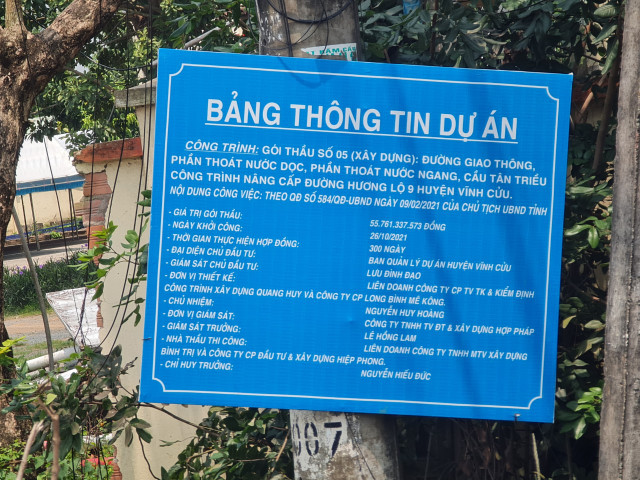 BẢNG THÔNG TIN DỰ ÁN
CÔNG TRÌNH: GÓI THẦU SỐ 05 (XÂY DỰNG): ĐƯỜNG GIAO THÔNG,
PHẦN THOÁT NƯỚC DỌC, PHẦN THOÁT NƯỚC NGANG, CẦU TÂN TRIỀU
CÔNG TRÌNH NÂNG CẤP ĐƯỜNG HƯƠNG LỘ 9 HUYỆN VĨNH CỬU.
NỘI DUNG CÔNG VIỆC: THEO QĐ SỐ 584/QĐ-UBND NGÀY 09/02/2021 CỦA CHỦ TỊCH UBND TỈNH
- GIÁ TRỊ GÓI THẦU: 55.761.337.573 ĐỒNG
- NGÀY KHỞI CÔNG: 26/10/2021
- THỜI GIAN THỰC HIỆN HỢP ĐỒNG: 300 NGÀY
- ĐẠI DIỆN CHỦ ĐẦU TƯ: BAN QUẢN LÝ DỰ ÁN HUYỆN VĨNH CỬU
- GIÁM SÁT CHỦ ĐẦU TƯ: LƯU ĐÌNH ĐẠO
- ĐƠN VỊ THIẾT KẾ: LIÊN DOANH CÔNG TY CP TV TK & KIỂM ĐỊNH
CÔNG TRÌNH XÂY DỰNG QUANG HUY VÀ CÔNG TY CP LONG BÌNH MÊ KÔNG.
- CHỦ NHIỆM: NGUYỄN HUY HOÀNG
- ĐƠN VỊ GIÁM SÁT: CÔNG TY TNHH TV ĐT & XÂY DỰNG HỢP PHÁP
- GIÁM SÁT TRƯỞNG: LÊ HỒNG LAM
- NHÀ THẦU THI CÔNG: LIÊN DOANH CÔNG TY TNHH MTV XÂY DỰNG
BÌNH TRỊ VÀ CÔNG TY CP ĐẦU TƯ & XÂY DỰNG HIỆP PHONG.
- CHỈ HUY TRƯỞNG: NGUYỄN HIẾU ĐỨC